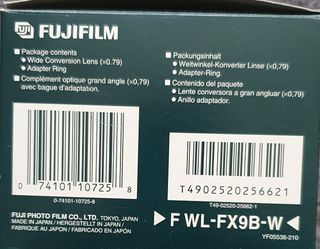 FUJI FUJIFILM
■ Package contents
● Wide Conversion Lens (×0.79)
● Adapter Ring
■ Complément optique grand angle (×0,79)
avec bague d'adaptation.
■ Packungsinhalt
● Weitwinkel-Konverter Linse (×0,79)
● Adapter-Ring.
■ Contenido del paquete
● Lente conversora a gran angluar (×0,79)
● Anillo adaptador.
0 74101 10725 8
0-74101-10725-8
T4902520256621
T49-02520-25662-1
FUJI PHOTO FILM CO., LTD. TOKYO, JAPAN
MADE IN JAPAN / HERGESTELLT IN JAPAN /
FABRIQUE AU JAPON / HECHO EN JAPON
F WL-FX9B-W
YF05536-210